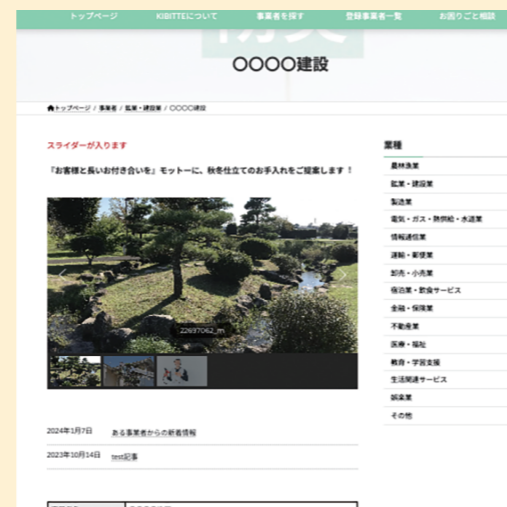 トップページ KIBITTEについて 事業者を探す 登録事業者一覧 お困りごと相談
〇〇〇〇建設
トップページ / 事業者 / 鉱業・建設業 / 〇〇〇〇建設
スライダーが入ります
『お客様と長いお付き合いを』モットーに、秋冬仕立てのお手入れをご提案します！
22697062_m
2024年1月7日 ある事業者からの新着情報
2023年10月14日 test記事
業種
農林漁業
鉱業・建設業
製造業
電気・ガス・熱供給・水道業
情報通信業
運輸・郵便業
卸売・小売業
宿泊業・飲食サービス
金融・保険業
不動産業
医療・福祉
教育・学習支援
生活関連サービス
娯楽業
その他